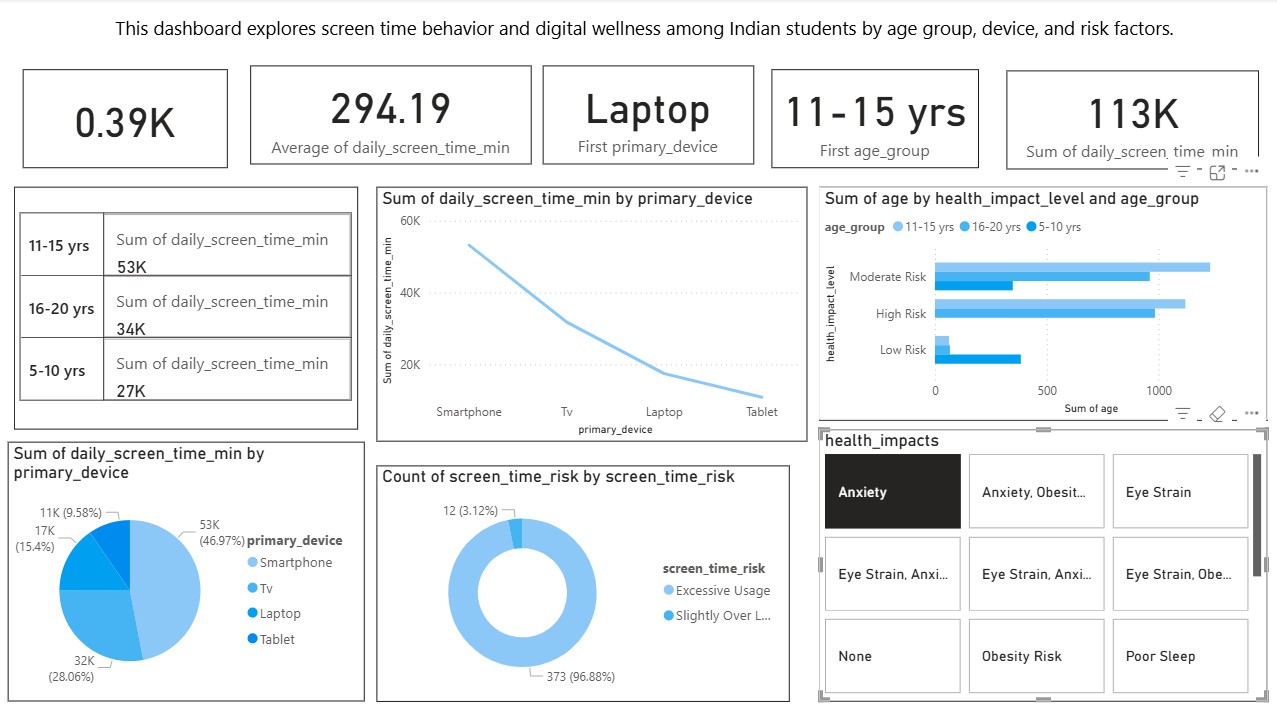 This dashboard explores screen time behavior and digital wellness among Indian students by age group, device, and risk factors.
0.39K
294.19
Average of daily_screen_time_min
Laptop
First primary_device
11-15 yrs
First age_group
113K
Sum of daily_screen_time_min
11-15 yrs
Sum of daily_screen_time_min
53K
16-20 yrs
Sum of daily_screen_time_min
34K
5-10 yrs
Sum of daily_screen_time_min
27K
Sum of daily_screen_time_min by primary_device
Sum of daily_screen_time_min
60K
40K
20K
Smartphone
Tv
Laptop
Tablet
primary_device
Sum of age by health_impact_level and age_group
age_group 11-15 yrs 16-20 yrs 5-10 yrs
health_impact_level
Moderate Risk
High Risk
Low Risk
0
500
1000
Sum of age
Sum of daily_screen_time_min by
primary_device
11K (9.58%)
17K
(15.4%)
32K
(28.06%)
53K
(46.97%)
primary_device
Smartphone
Tv
Laptop
Tablet
Count of screen_time_risk by screen_time_risk
12 (3.12%)
373 (96.88%)
screen_time_risk
Excessive Usage
Slightly Over L...
health_impacts
Anxiety
Anxiety, Obesit...
Eye Strain
Eye Strain, Anxi...
Eye Strain, Anxi...
Eye Strain, Obe...
None
Obesity Risk
Poor Sleep